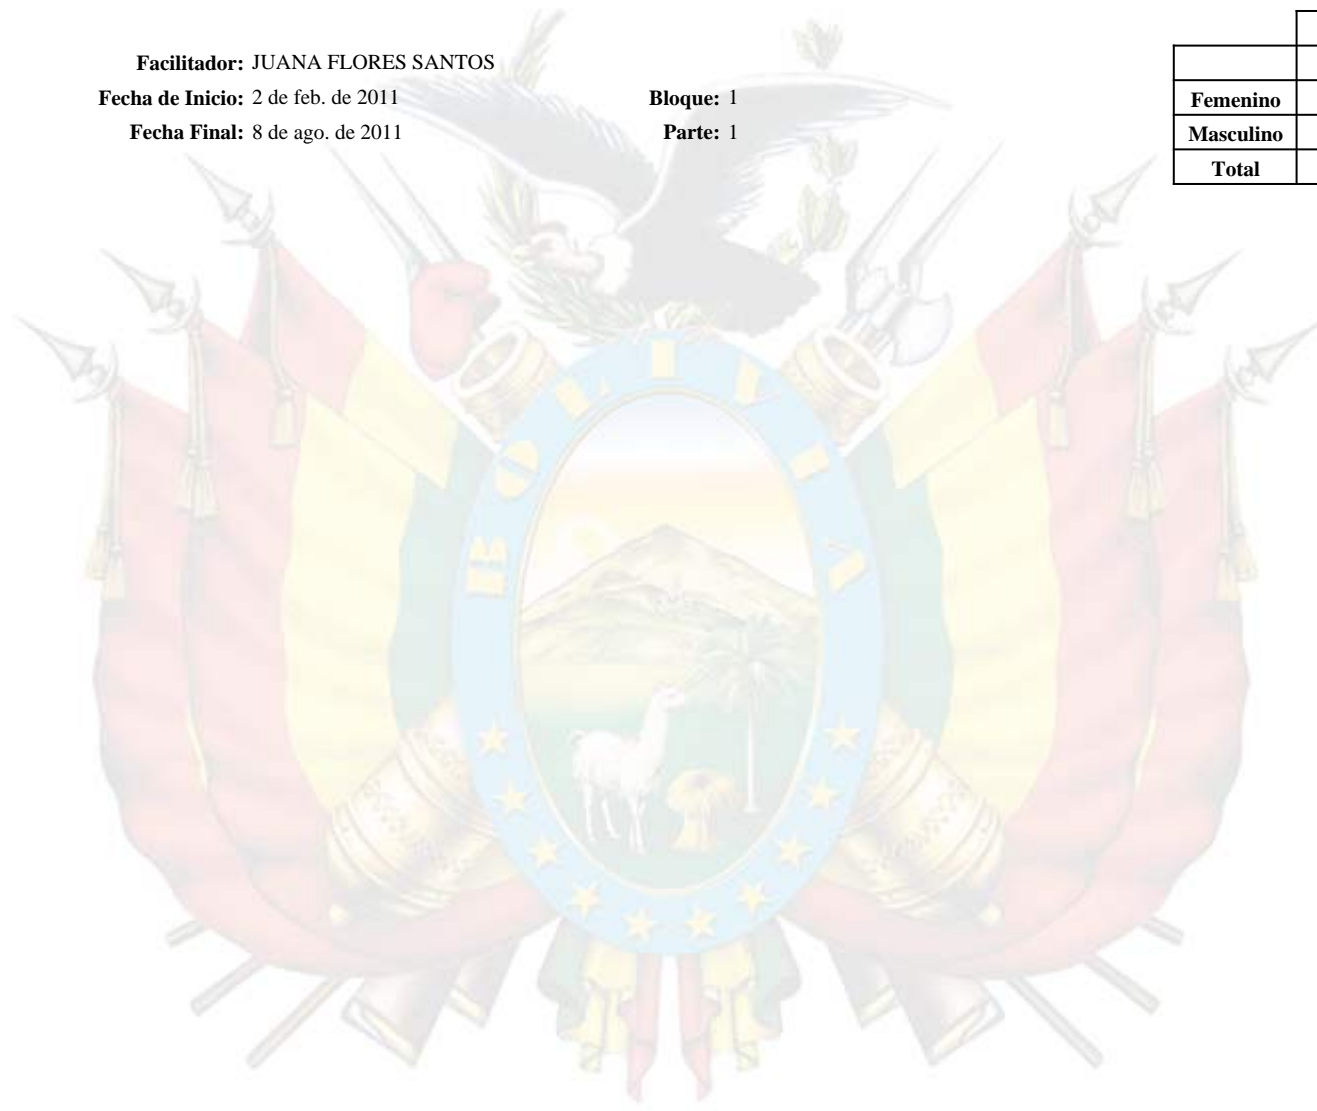 Facilitador: JUANA FLORES SANTOS
Fecha de Inicio: 2 de feb. de 2011
Bloque: 1
Fecha Final: 8 de ago. de 2011
Parte: 1
Femenino
Masculino
Total
BOLIVIA